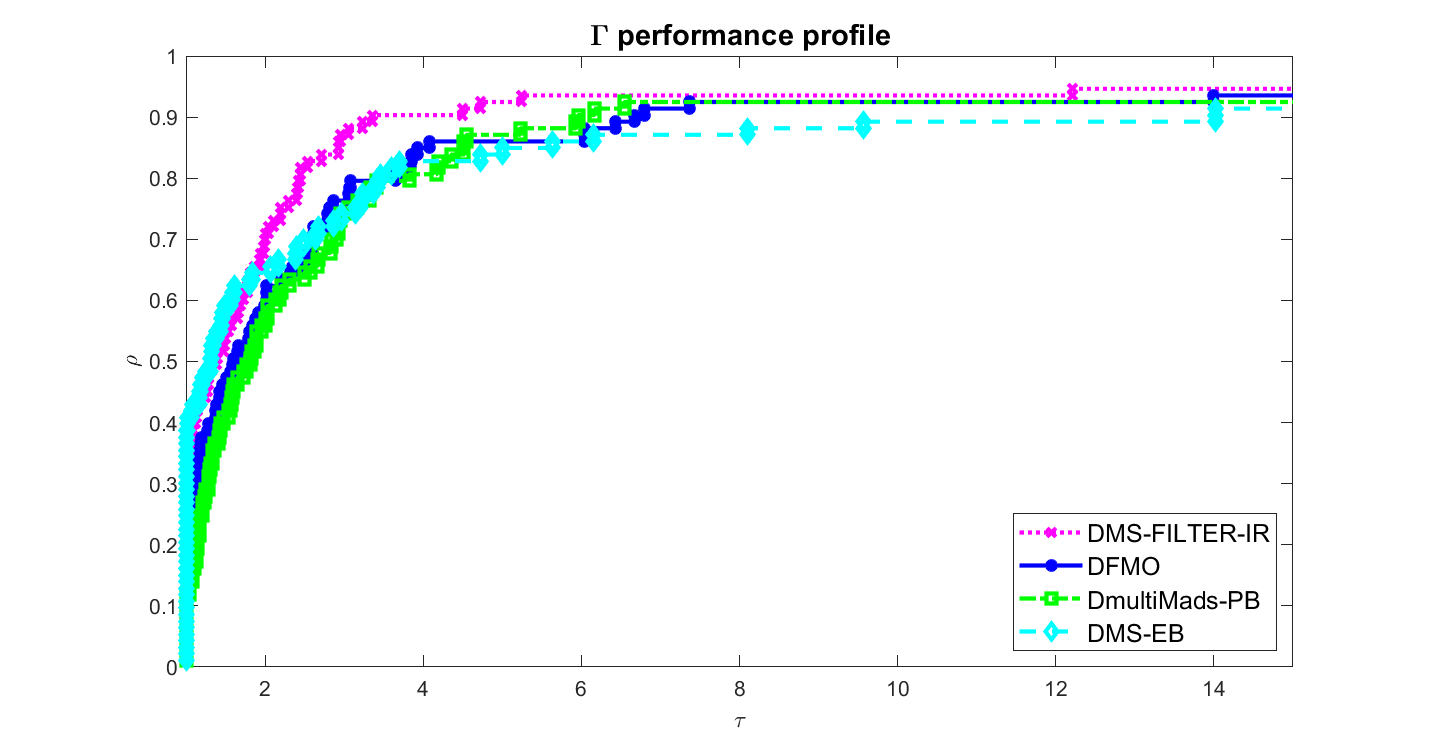 Γ performance profile
1
0.9
0.8
0.7
0.6
0.5
0.4
0.3
0.2
0.1
0
ρ
2 4 6 8 10 12 14
τ
DMS-FILTER-IR
DFMO
DmultiMads-PB
DMS-EB